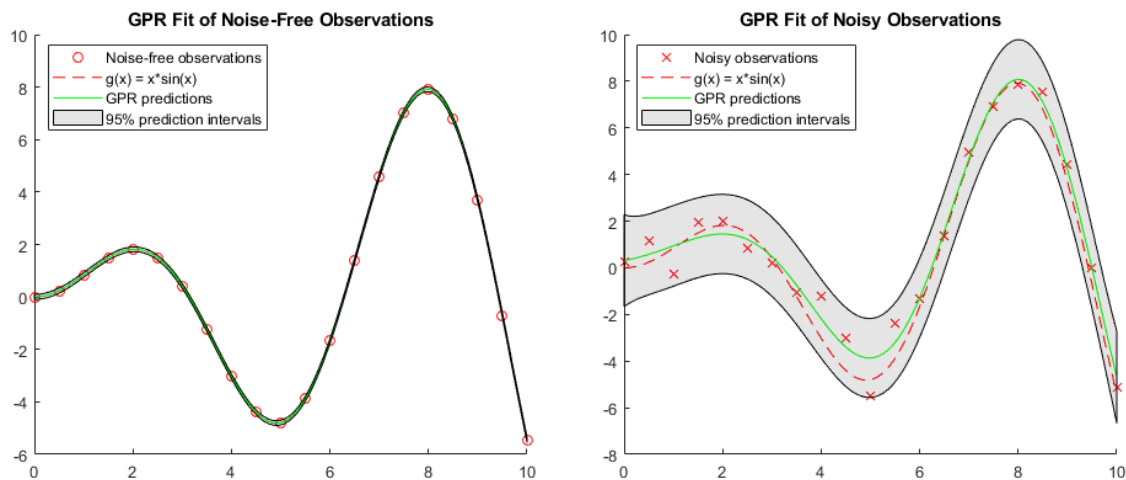 GPR Fit of Noise-Free Observations
10
8
6
4
2
0
-2
-4
-6
0 2 4 6 8 10
Noise-free observations
g(x) = x*sin(x)
GPR predictions
95% prediction intervals
GPR Fit of Noisy Observations
10
8
6
4
2
0
-2
-4
-6
-8
0 2 4 6 8 10
Noisy observations
g(x) = x*sin(x)
GPR predictions
95% prediction intervals